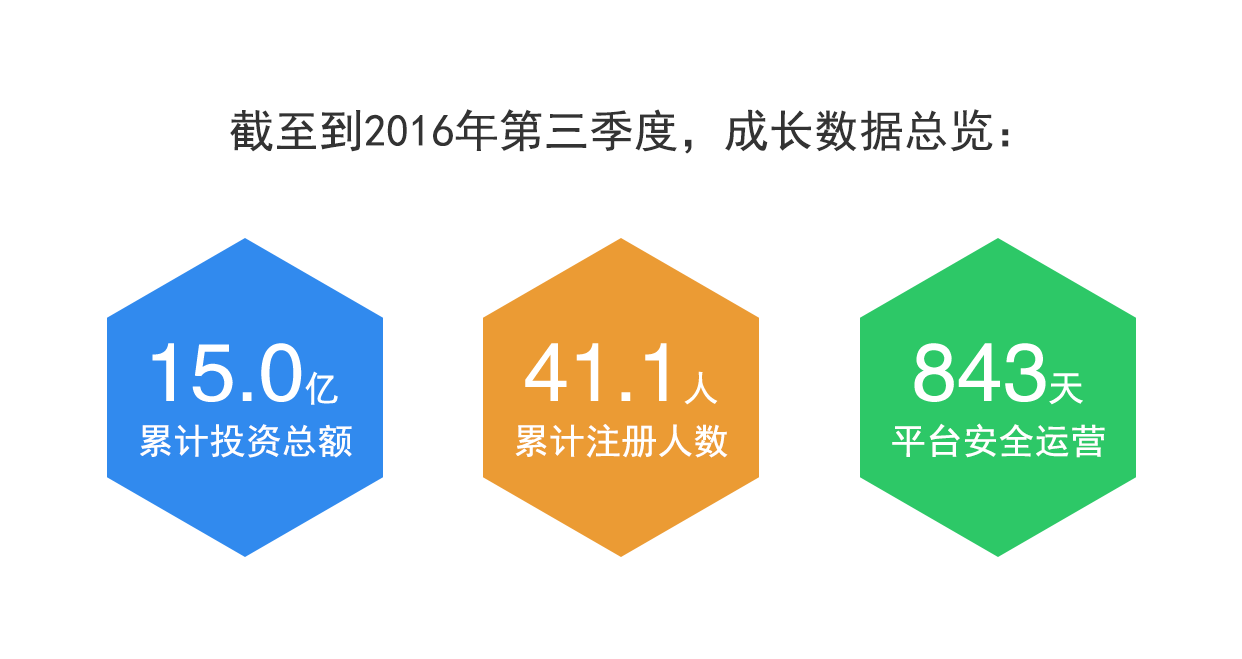 截至到2016年第三季度，成长数据总览：
15.0亿
累计投资总额
41.1人
累计注册人数
843天
平台安全运营